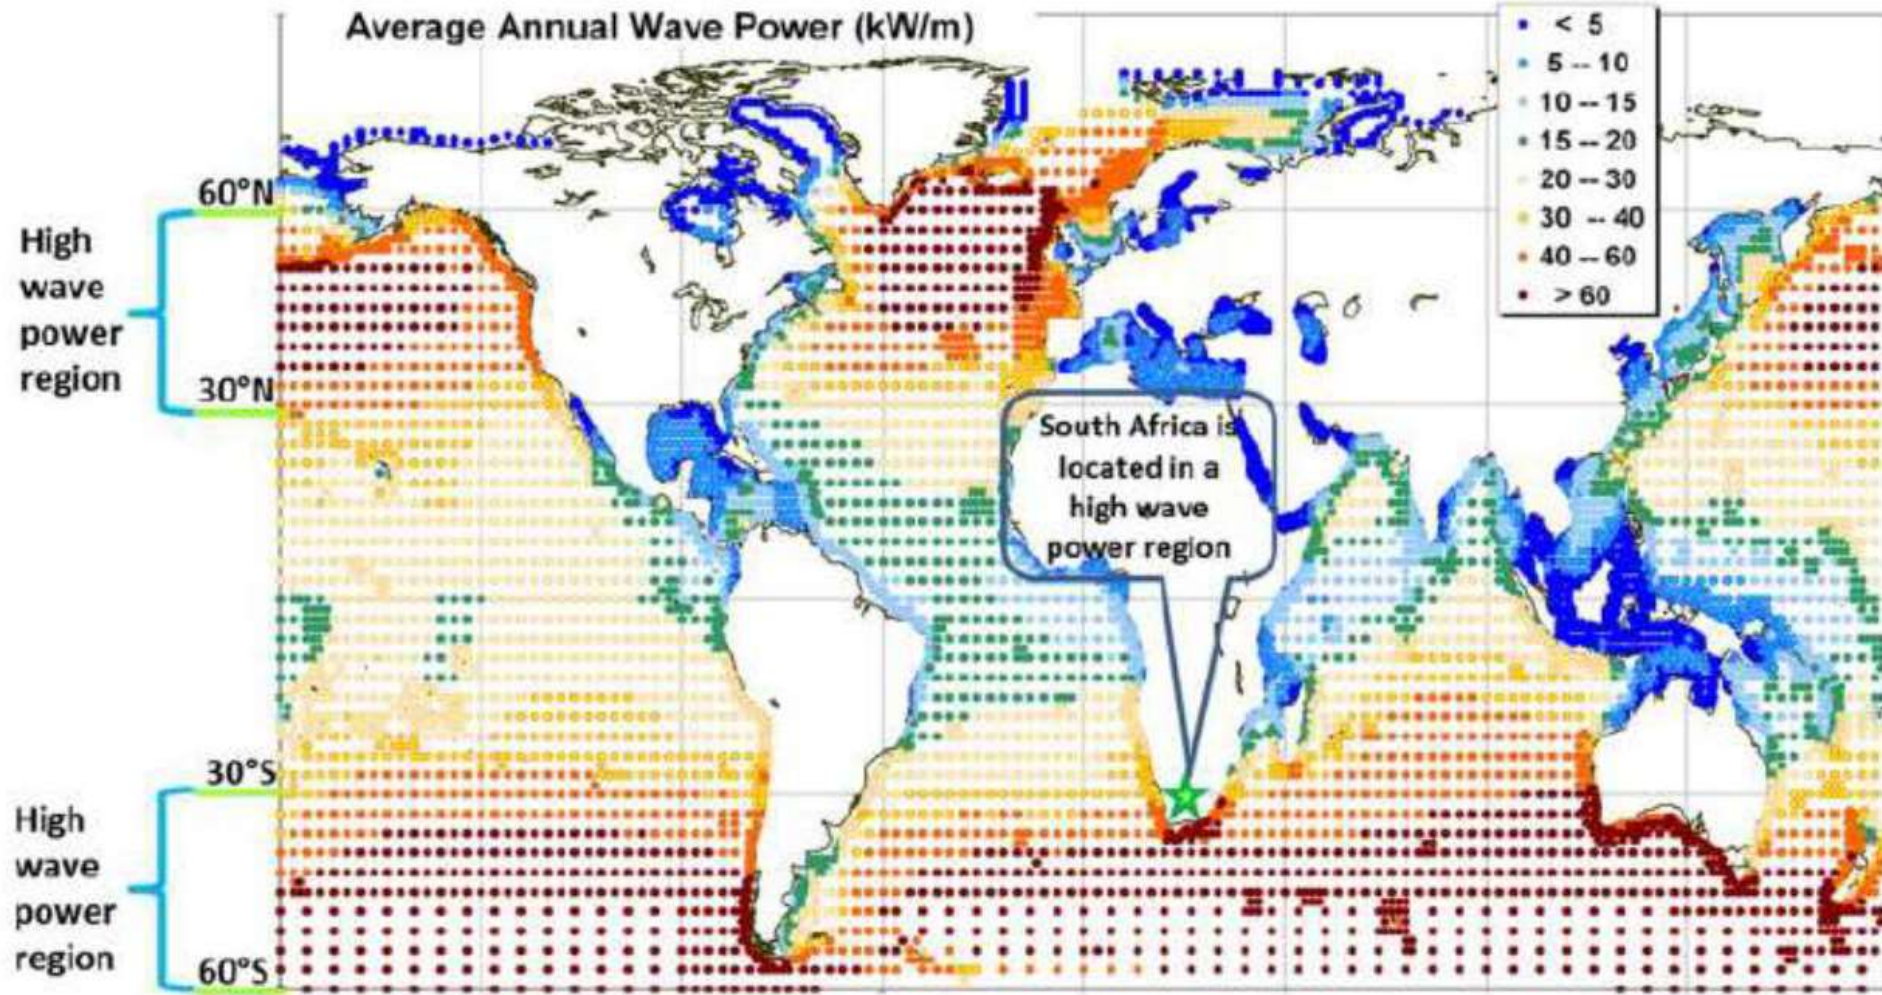 Average Annual Wave Power (kW/m)
< 5
5 -- 10
10 -- 15
15 -- 20
20 -- 30
30 -- 40
40 -- 60
> 60
60°N
High
wave
power
region
30°N
South Africa is
located in a
high wave
power region
30°S
High
wave
power
region
60°S